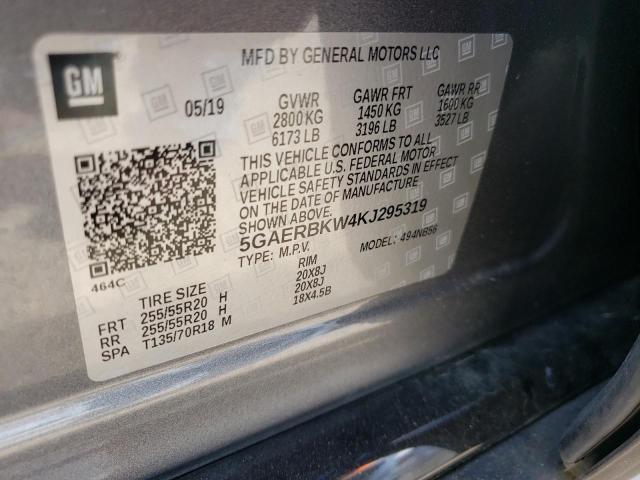 GM
MFD BY GENERAL MOTORS LLC
05/19 GVWR GAWR FRT GAWR RR
2800 KG 1450 KG 1600 KG
6173 LB 3196 LB 3527 LB
THIS VEHICLE CONFORMS TO ALL
APPLICABLE U.S. FEDERAL MOTOR
VEHICLE SAFETY STANDARDS IN EFFECT
ON THE DATE OF MANUFACTURE
SHOWN ABOVE.
5GAERBKW4KJ295319
TYPE: M.P.V. MODEL: 494NB56
464C
TIRE SIZE RIM
FRT 255/55R20 H 20X8J
RR 255/55R20 H 20X8J
SPA T135/70R18 M 18X4.5B